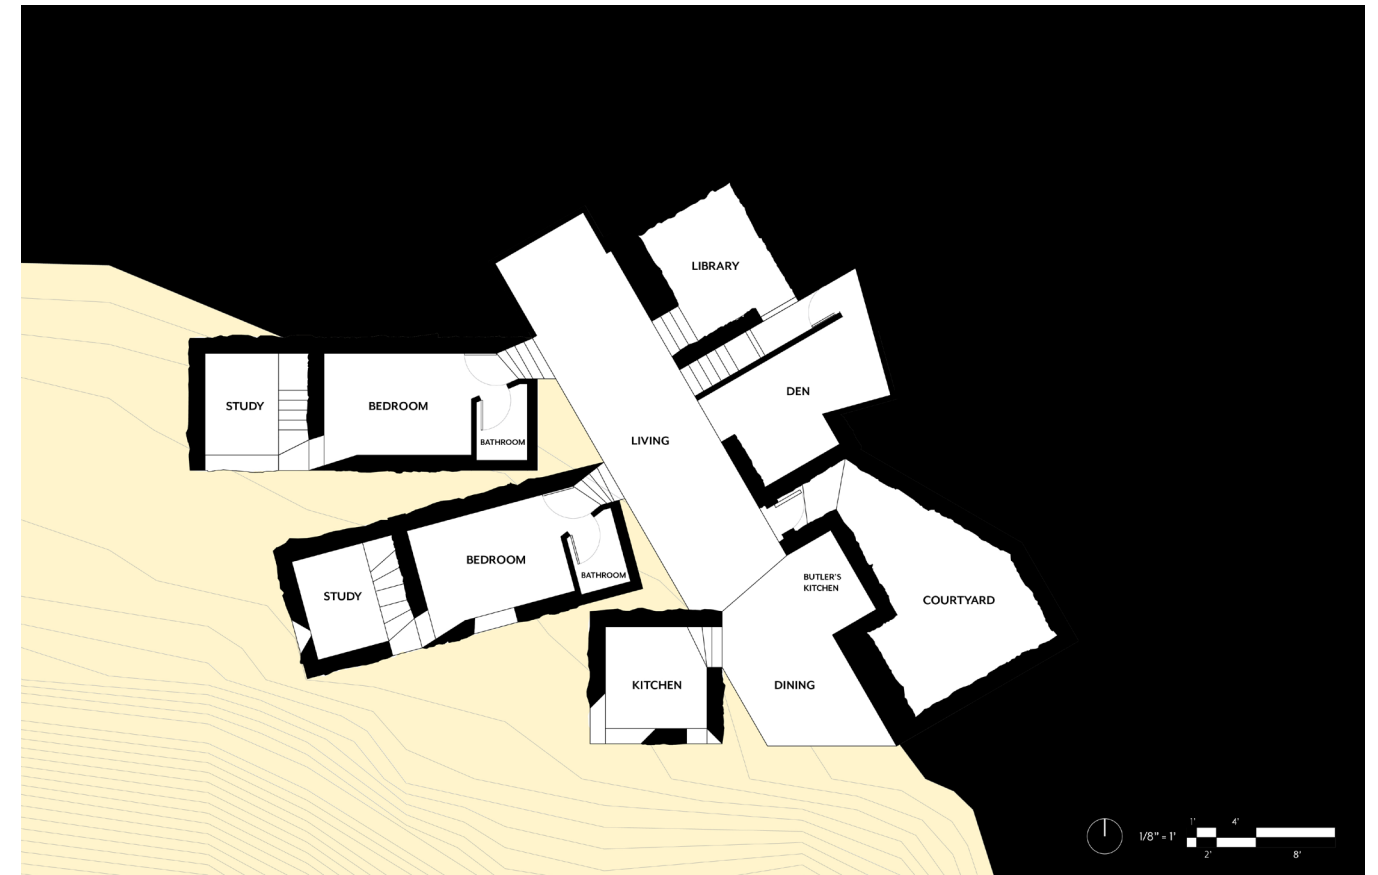 LIBRARY
DEN
STUDY
BEDROOM
BATHROOM
LIVING
BEDROOM
BATHROOM
STUDY
BUTLER'S
KITCHEN
COURTYARD
KITCHEN
DINING
1/8" = 1'
1'
4'
2'
8'